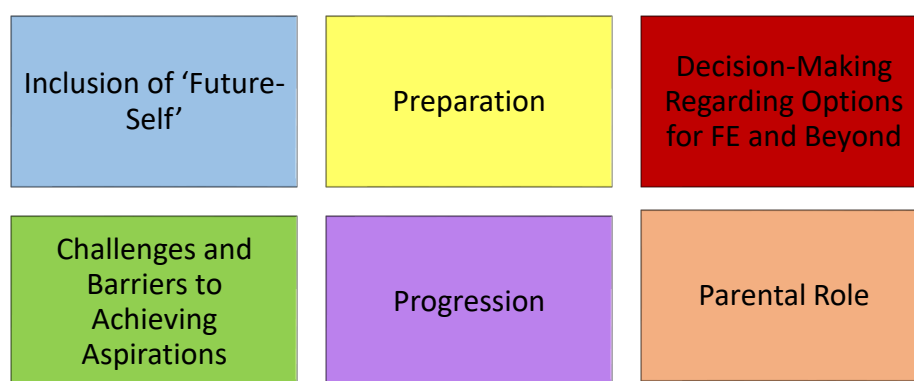 Inclusion of ‘Future-
Self’
Preparation
Decision-Making
Regarding Options
for FE and Beyond
Challenges and
Barriers to
Achieving
Aspirations
Progression
Parental Role